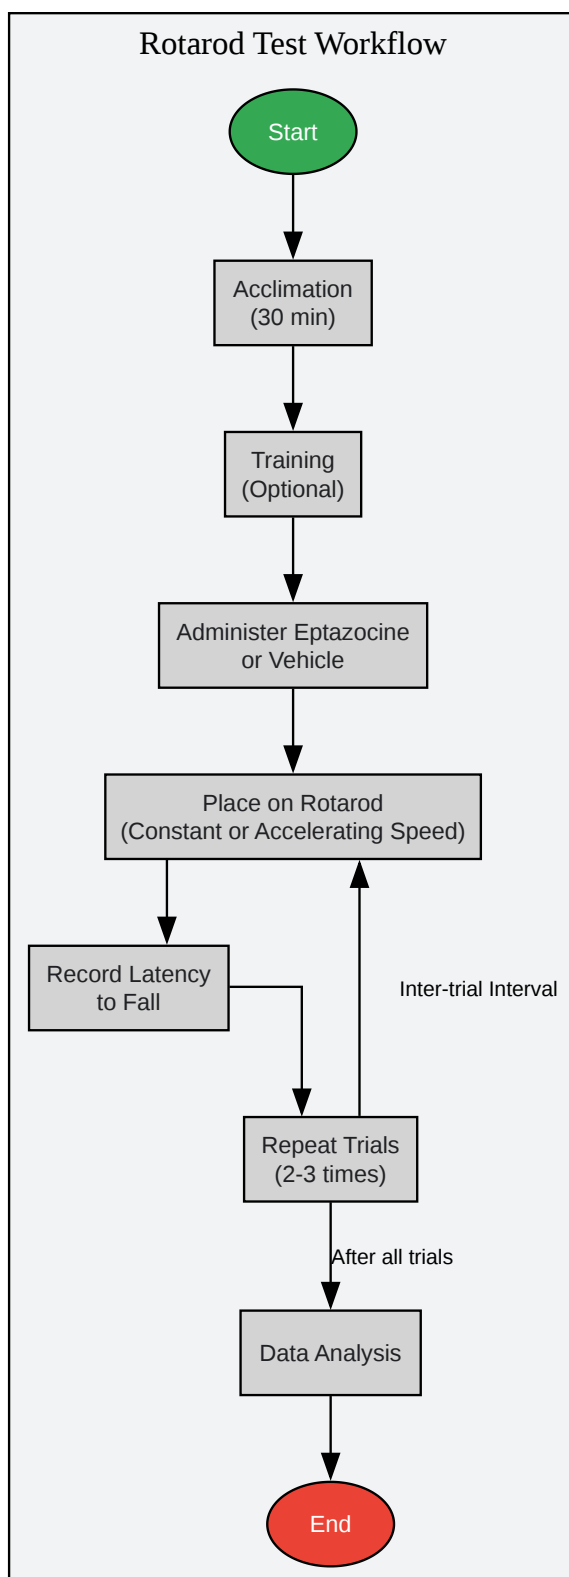 Rotarod Test Workflow
Start
Acclimation
(30 min)
Training
(Optional)
Administer Eptazocine
or Vehicle
Place on Rotarod
(Constant or Accelerating Speed)
Record Latency
to Fall
Inter-trial Interval
Repeat Trials
(2-3 times)
After all trials
Data Analysis
End